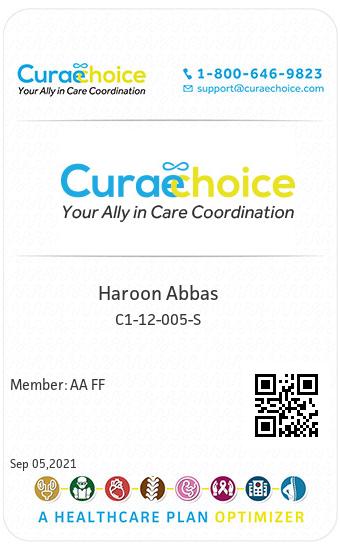 Curaechoice
Your Ally in Care Coordination
1-800-646-9823
support@curaechoice.com
Curaechoice
Your Ally in Care Coordination
Haroon Abbas
C1-12-005-S
Member: AA FF
Sep 05,2021
A HEALTHCARE PLAN OPTIMIZER